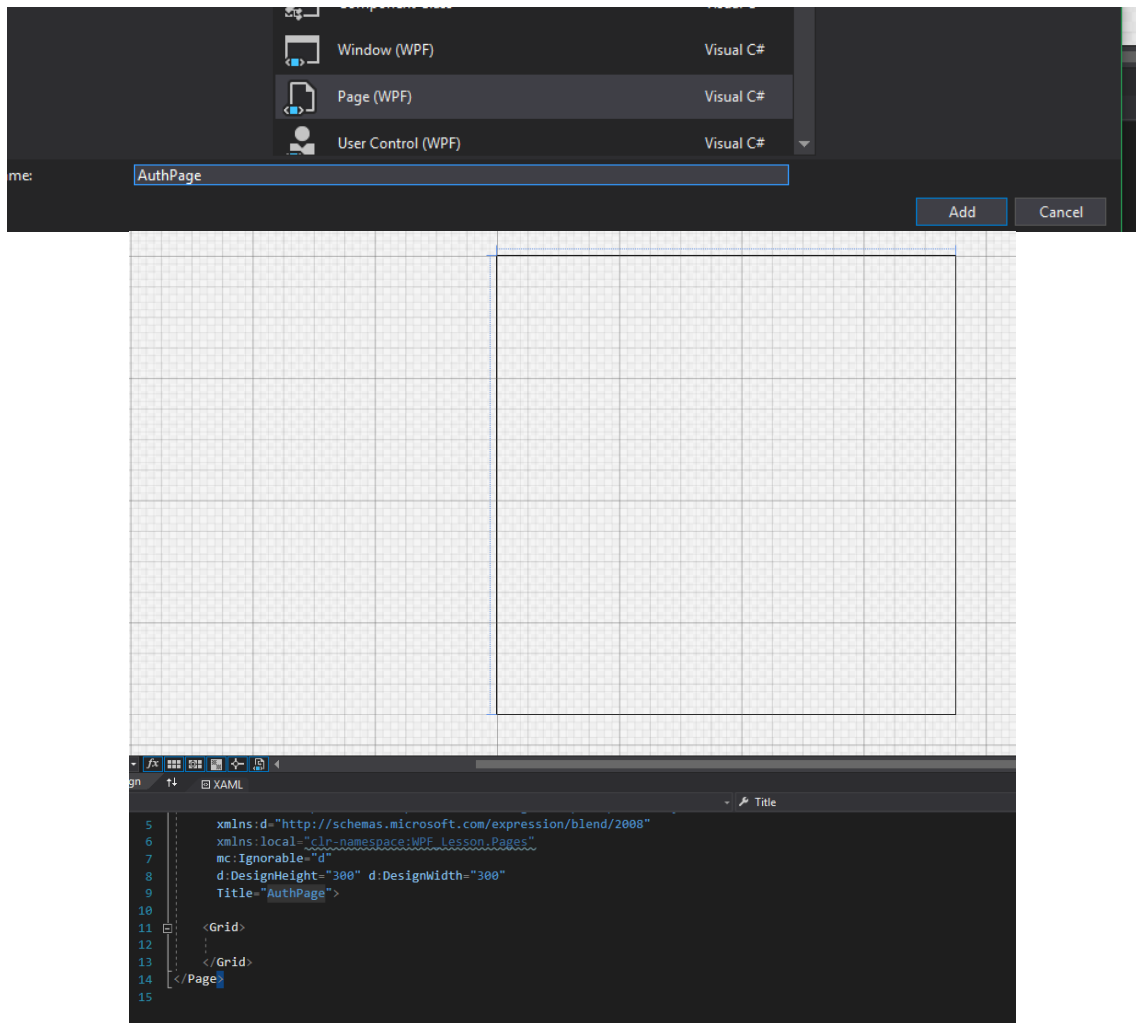 Window (WPF) Visual C#
Page (WPF) Visual C#
User Control (WPF) Visual C#
me: AuthPage
Add Cancel
fx
gn XAML
Title
5 xmlns:d="http://schemas.microsoft.com/expression/blend/2008"
6 xmlns:local="clr-namespace:WPF_Lesson.Pages"
7 mc:Ignorable="d"
8 d:DesignHeight="300" d:DesignWidth="300"
9 Title="AuthPage">
10
11 <Grid>
12
13 </Grid>
14 </Page>
15